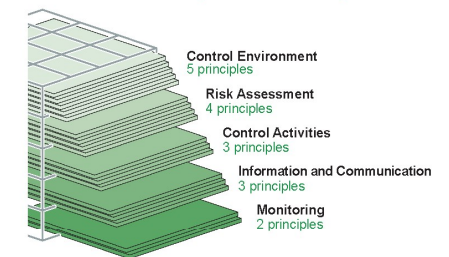 Control Environment
5 principles
Risk Assessment
4 principles
Control Activities
3 principles
Information and Communication
3 principles
Monitoring
2 principles